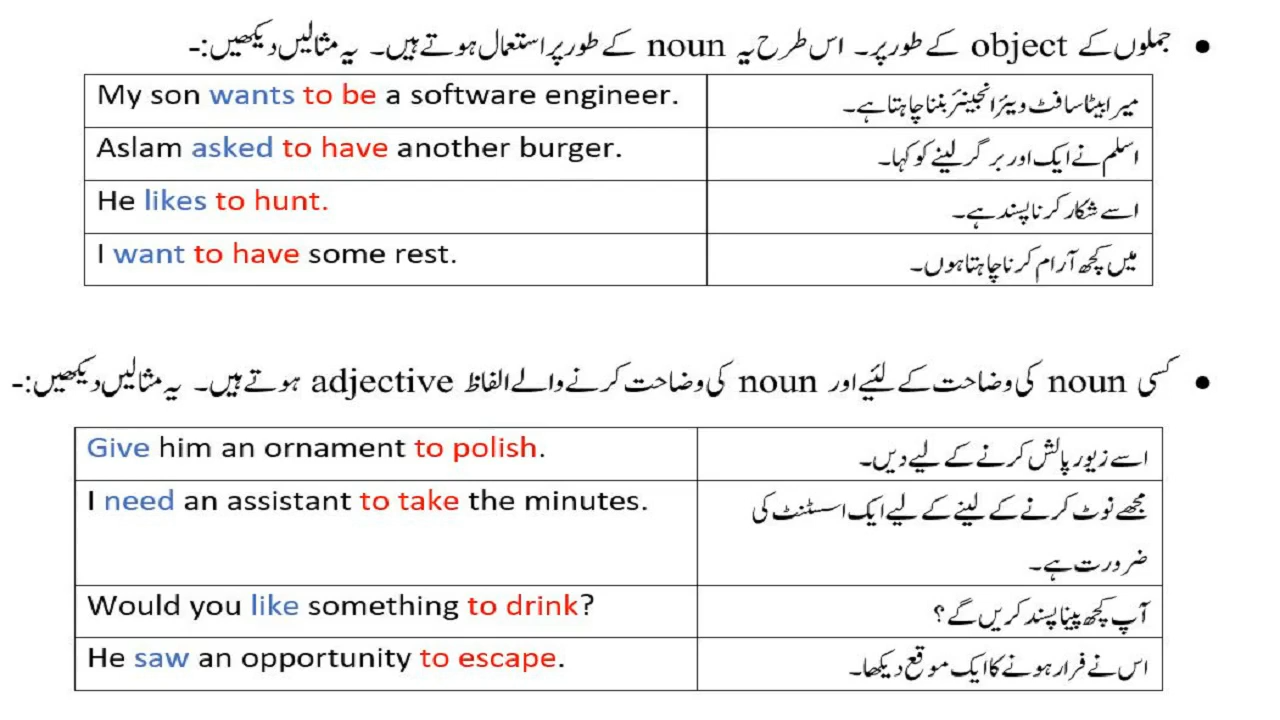 جملوں کے object کے طور پر۔ اس طرح یہ noun کے طور پر استعمال ہوتے ہیں۔ یہ مثالیں دیکھیں:-
My son wants to be a software engineer.
میرا بیٹا سافٹ ویئر انجینئر بننا چاہتا ہے۔
Aslam asked to have another burger.
اسلم نے ایک اور برگر لینے کو کہا۔
He likes to hunt.
اسے شکار کرنا پسند ہے۔
I want to have some rest.
میں کچھ آرام کرنا چاہتا ہوں۔
کسی noun کی وضاحت کے لئیے اور noun کی وضاحت کرنے والے الفاظ adjective ہوتے ہیں۔ یہ مثالیں دیکھیں:-
Give him an ornament to polish.
اسے زیور پالش کرنے کے لیے دیں۔
I need an assistant to take the minutes.
مجھے نوٹ کرنے کے لینے کے لیے ایک اسسٹنٹ کی
ضرورت ہے۔
Would you like something to drink?
آپ کچھ پینا پسند کریں گے؟
He saw an opportunity to escape.
اس نے فرار ہونے کا ایک موقع دیکھا۔